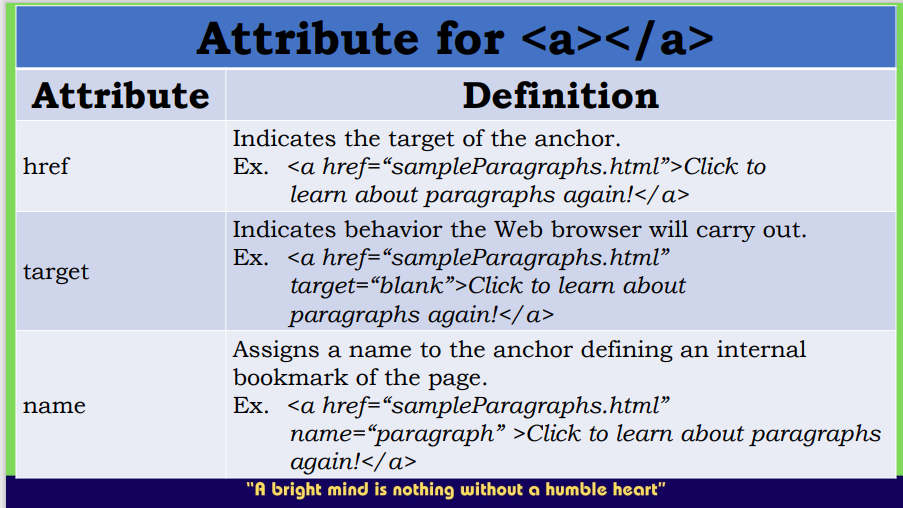 Attribute for <a></a>
Attribute Definition
Indicates the target of the anchor.
href Ex. <a href=“sampleParagraphs.html”>Click to
learn about paragraphs again!</a>
Indicates behavior the Web browser will carry out.
Ex. <a href=“sampleParagraphs.html”
target target=“blank”>Click to learn about
paragraphs again!</a>
Assigns a name to the anchor defining an internal
bookmark of the page.
name Ex. <a href=“sampleParagraphs.html”
name=“paragraph” >Click to learn about paragraphs
again!</a>
"A bright mind is nothing without a humble heart"